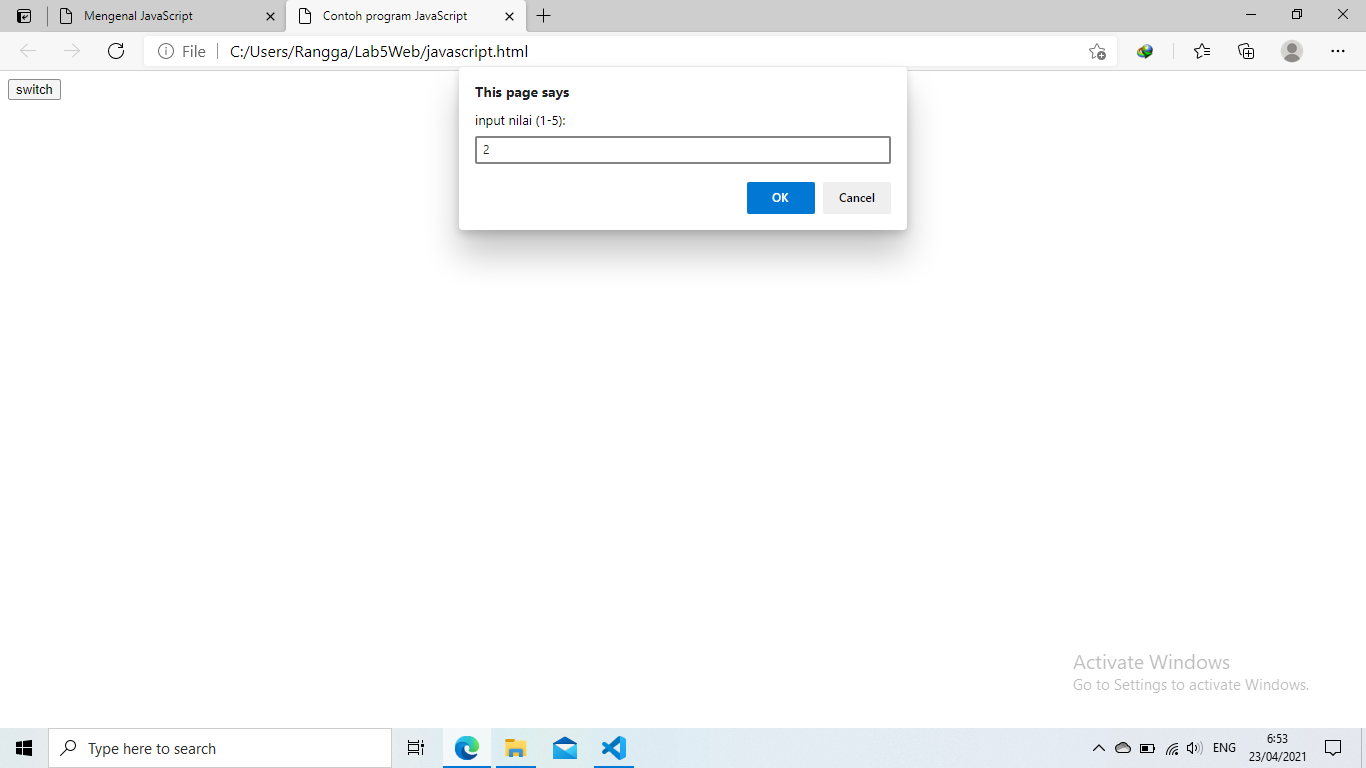 Mengenal JavaScript
Contoh program JavaScript
File
C:/Users/Rangga/Lab5Web/javascript.html
switch
This page says
input nilai (1-5):
2
OK
Cancel
Activate Windows
Go to Settings to activate Windows.
Type here to search
ENG
6:53
23/04/2021